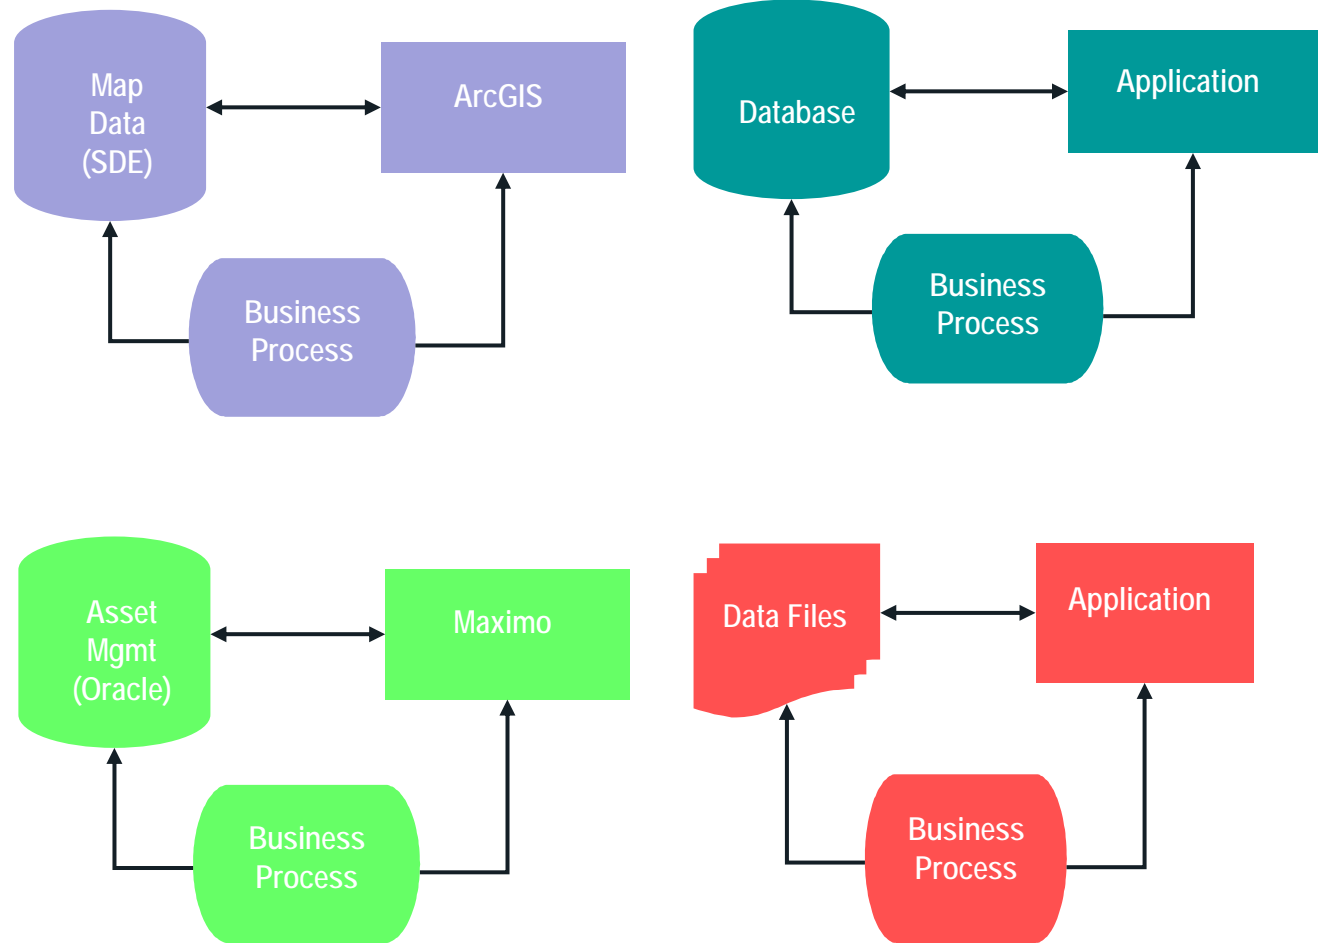 Map
Data
(SDE)
ArcGIS
Business
Process
Database
Application
Business
Process
Asset
Mgmt
(Oracle)
Maximo
Business
Process
Data Files
Application
Business
Process